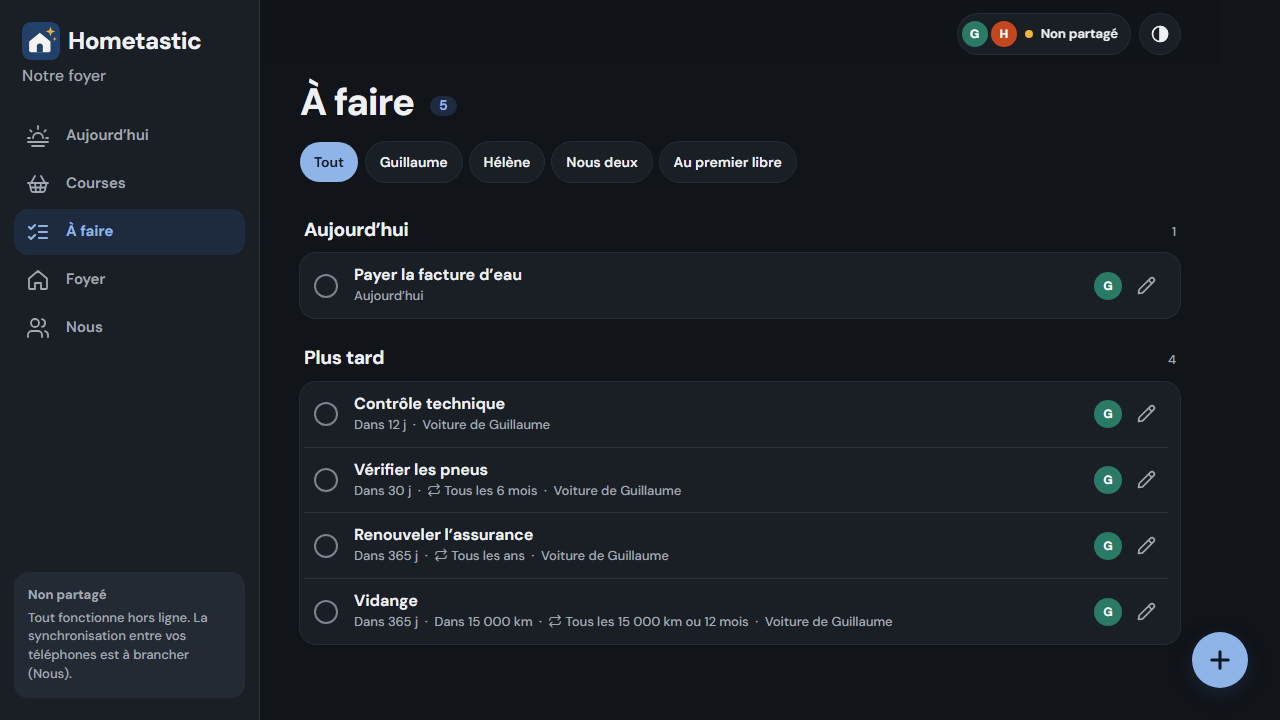 Hometastic
Notre foyer
Aujourd’hui
Courses
À faire
Foyer
Nous
Non partagé
Tout fonctionne hors ligne. La
synchronisation entre vos
téléphones est à brancher
(Nous).
G H Non partagé
À faire 5
Tout Guillaume Hélène Nous deux Au premier libre
Aujourd’hui 1
Payer la facture d’eau
Aujourd’hui
G
Plus tard 4
Contrôle technique
Dans 12 j · Voiture de Guillaume
G
Vérifier les pneus
Dans 30 j · Tous les 6 mois · Voiture de Guillaume
G
Renouveler l’assurance
Dans 365 j · Tous les ans · Voiture de Guillaume
G
Vidange
Dans 365 j · Dans 15 000 km · Tous les 15 000 km ou 12 mois · Voiture de Guillaume
G